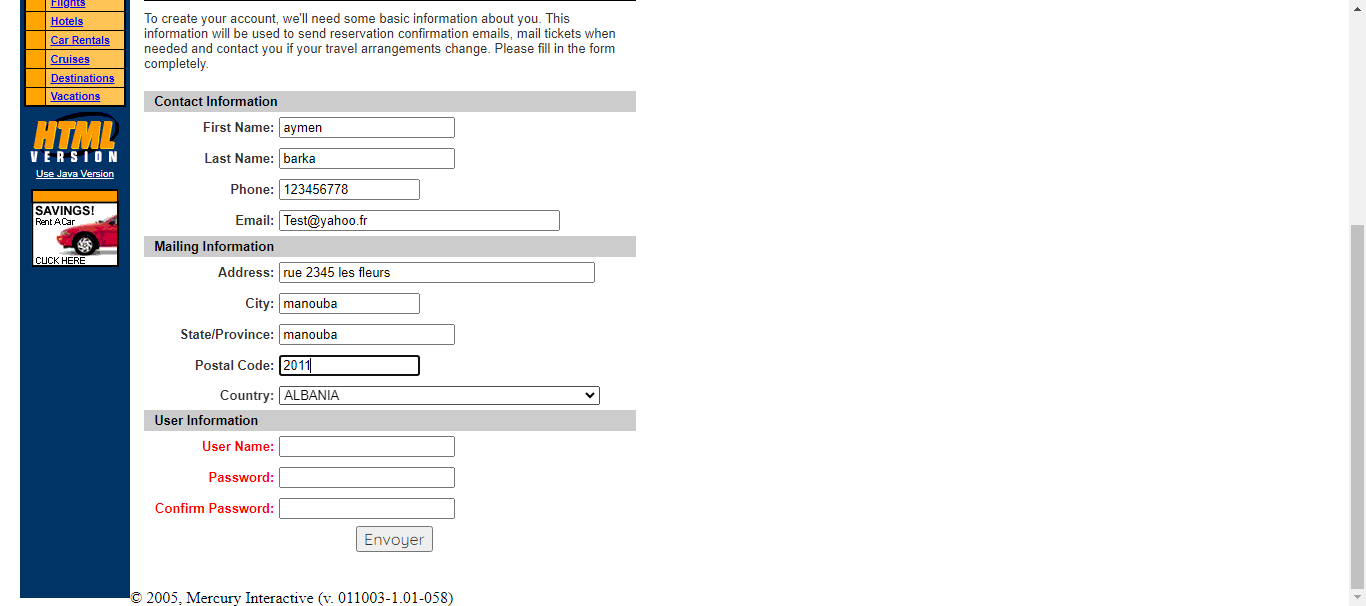 Flights
Hotels
Car Rentals
Cruises
Destinations
Vacations
HTML
VERSION
Use Java Version
SAVINGS!
Rent A Car
CLICK HERE
To create your account, we'll need some basic information about you. This
information will be used to send reservation confirmation emails, mail tickets when
needed and contact you if your travel arrangements change. Please fill in the form
completely.
Contact Information
First Name: aymen
Last Name: barka
Phone: 123456778
Email: Test@yahoo.fr
Mailing Information
Address: rue 2345 les fleurs
City: manouba
State/Province: manouba
Postal Code: 2011
Country: ALBANIA
User Information
User Name:
Password:
Confirm Password:
Envoyer
© 2005, Mercury Interactive (v. 011003-1.01-058)